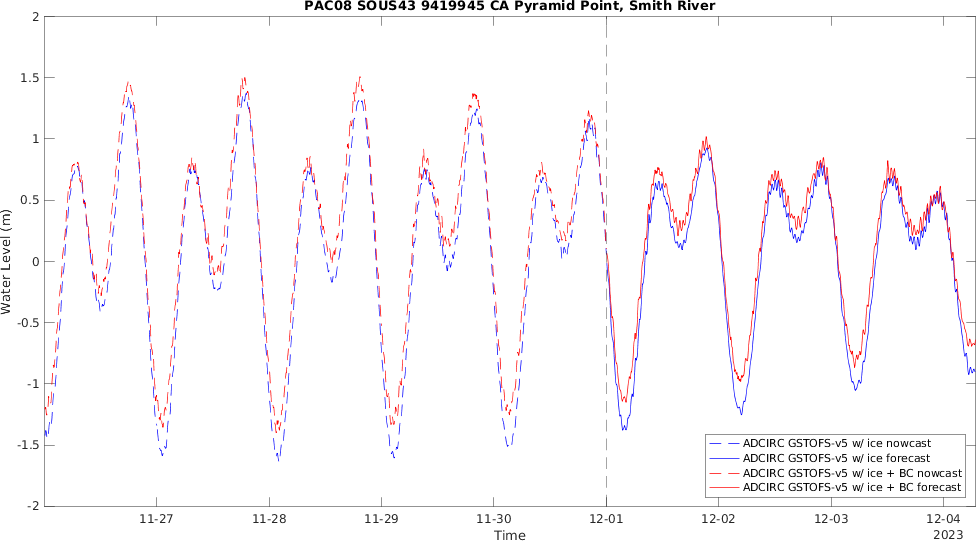 PAC08 SOUS43 9419945 CA Pyramid Point, Smith River
2
1.5
1
0.5
0
-0.5
-1
-1.5
-2
Water Level (m)
11-27 11-28 11-29 11-30 12-01 12-02 12-03 12-04
Time
2023
ADCIRC GSTOFS-v5 w/ ice nowcast
ADCIRC GSTOFS-v5 w/ ice forecast
ADCIRC GSTOFS-v5 w/ ice + BC nowcast
ADCIRC GSTOFS-v5 w/ ice + BC forecast